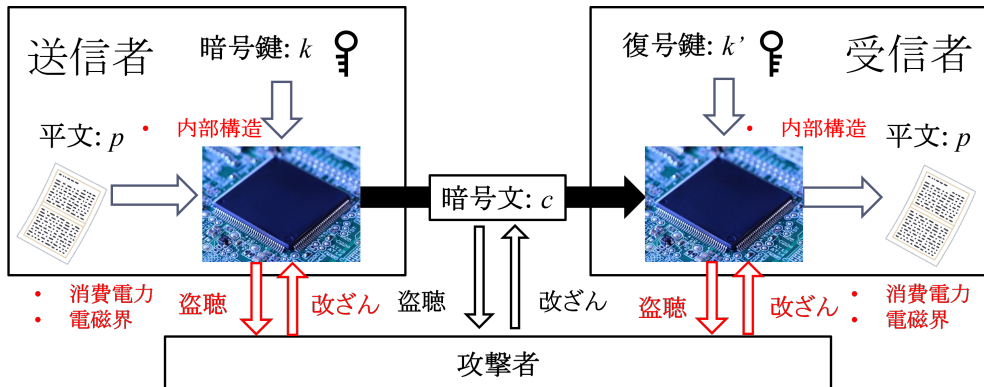 送信者
暗号鍵: k
平文: p
• 内部構造
暗号文: c
復号鍵: k’
受信者
• 内部構造
平文: p
• 消費電力
• 電磁界
盗聴
改ざん
盗聴
改ざん
盗聴
改ざん
• 消費電力
• 電磁界
攻撃者